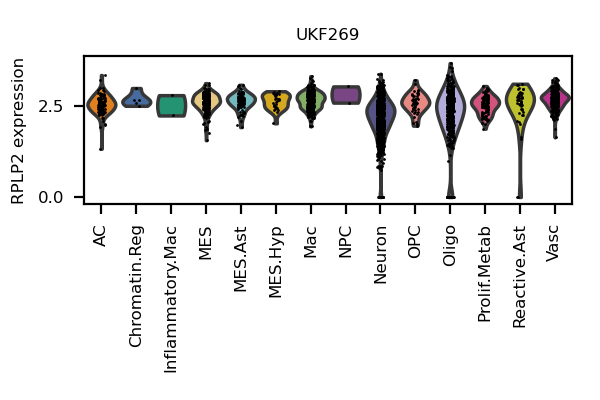 UKF269
RPLP2 expression
2.5
0.0
AC
Chromatin.Reg
Inflammatory.Mac
MES
MES.Ast
MES.Hyp
Mac
NPC
Neuron
OPC
Oligo
Prolif.Metab
Reactive.Ast
Vasc